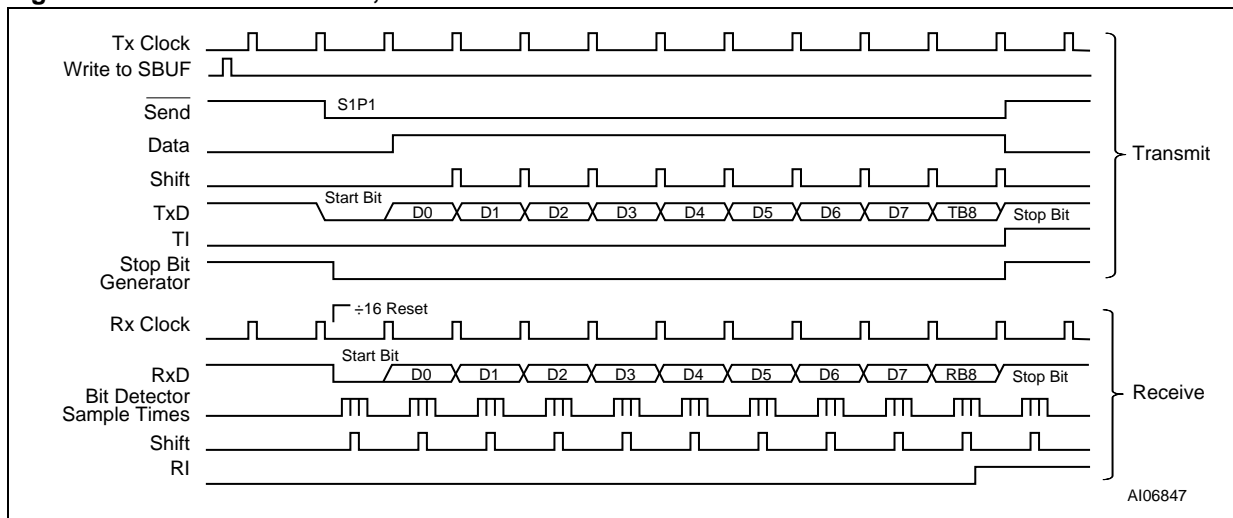 Tx Clock
Write to SBUF
Send
S1P1
Data
Transmit
Shift
Start Bit
TxD
D0 D1 D2 D3 D4 D5 D6 D7 TB8 Stop Bit
TI
Stop Bit
Generator
÷16 Reset
Rx Clock
Start Bit
RxD
D0 D1 D2 D3 D4 D5 D6 D7 RB8 Stop Bit
Bit Detector
Sample Times
Receive
Shift
RI
AI06847